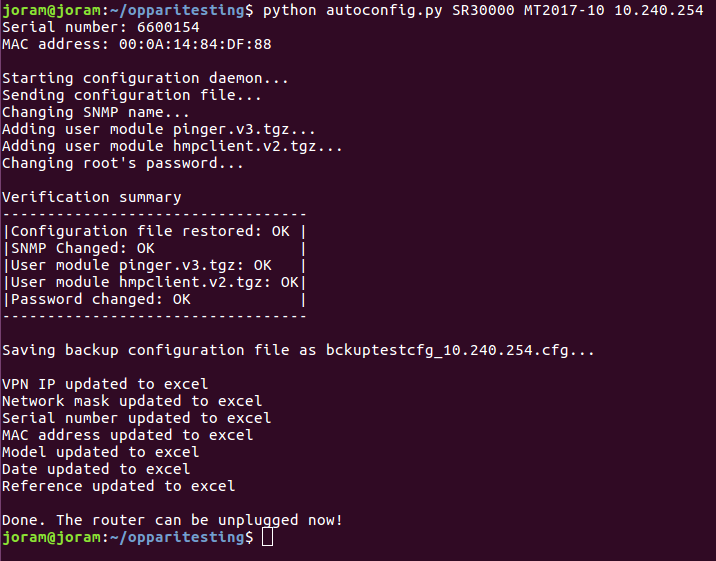 joram@joram:~/opparitesting$ python autoconfig.py SR30000 MT2017-10 10.240.254
Serial number: 6600154
MAC address: 00:0A:14:84:DF:88
Starting configuration daemon...
Sending configuration file...
Changing SNMP name...
Adding user module pinger.v3.tgz...
Adding user module hmpclient.v2.tgz...
Changing root's password...
Verification summary
----------------------------------
|Configuration file restored: OK |
|SNMP Changed: OK                |
|User module pinger.v3.tgz: OK   |
|User module hmpclient.v2.tgz: OK|
|Password changed: OK            |
----------------------------------
Saving backup configuration file as bckuptestcfg_10.240.254.cfg...
VPN IP updated to excel
Network mask updated to excel
Serial number updated to excel
MAC address updated to excel
Model updated to excel
Date updated to excel
Reference updated to excel
Done. The router can be unplugged now!
joram@joram:~/opparitesting$